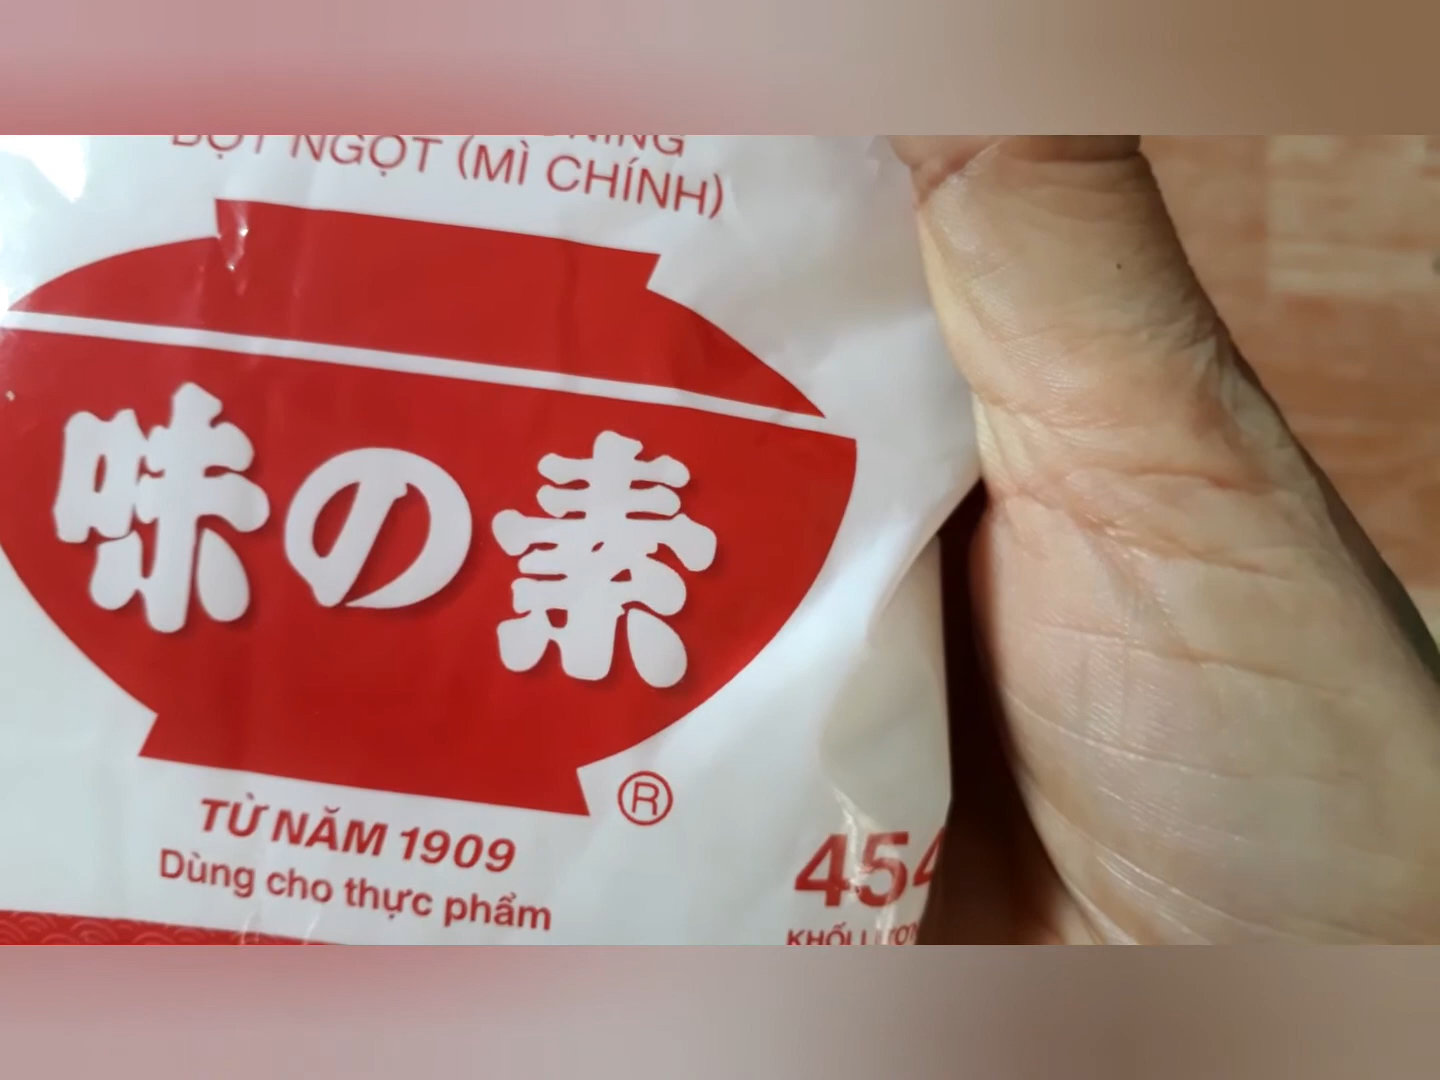 BỘT NGỌT (MÌ CHÍNH)
味の素
®
TỪ NĂM 1909
Dùng cho thực phẩm
454